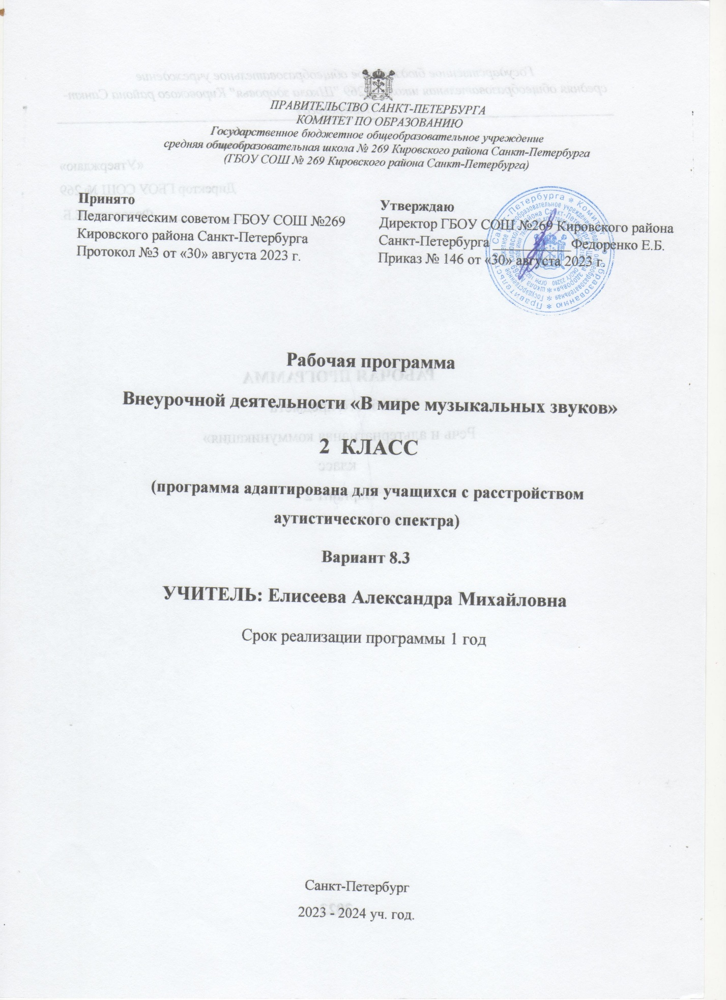 ПРАВИТЕЛЬСТВО САНКТ-ПЕТЕРБУРГА
КОМИТЕТ ПО ОБРАЗОВАНИЮ
Государственное бюджетное общеобразовательное учреждение
средняя общеобразовательная школа № 269 Кировского района Санкт-Петербурга
(ГБОУ СОШ № 269 Кировского района Санкт-Петербурга)
Принято
Педагогическим советом ГБОУ СОШ №269
Кировского района Санкт-Петербурга
Протокол №3 от «30» августа 2023 г.
Утверждаю
Директор ГБОУ СОШ №269 Кировского района
Санкт-Петербурга ___________Федоренко Е.Б.
Приказ № 146 от «30» августа 2023 г.
Рабочая программа
Внеурочной деятельности «В мире музыкальных звуков»
2 КЛАСС
(программа адаптирована для учащихся с расстройством
аутистического спектра)
Вариант 8.3
УЧИТЕЛЬ: Елисеева Александра Михайловна
Срок реализации программы 1 год
Санкт-Петербург
2023 - 2024 уч. год.